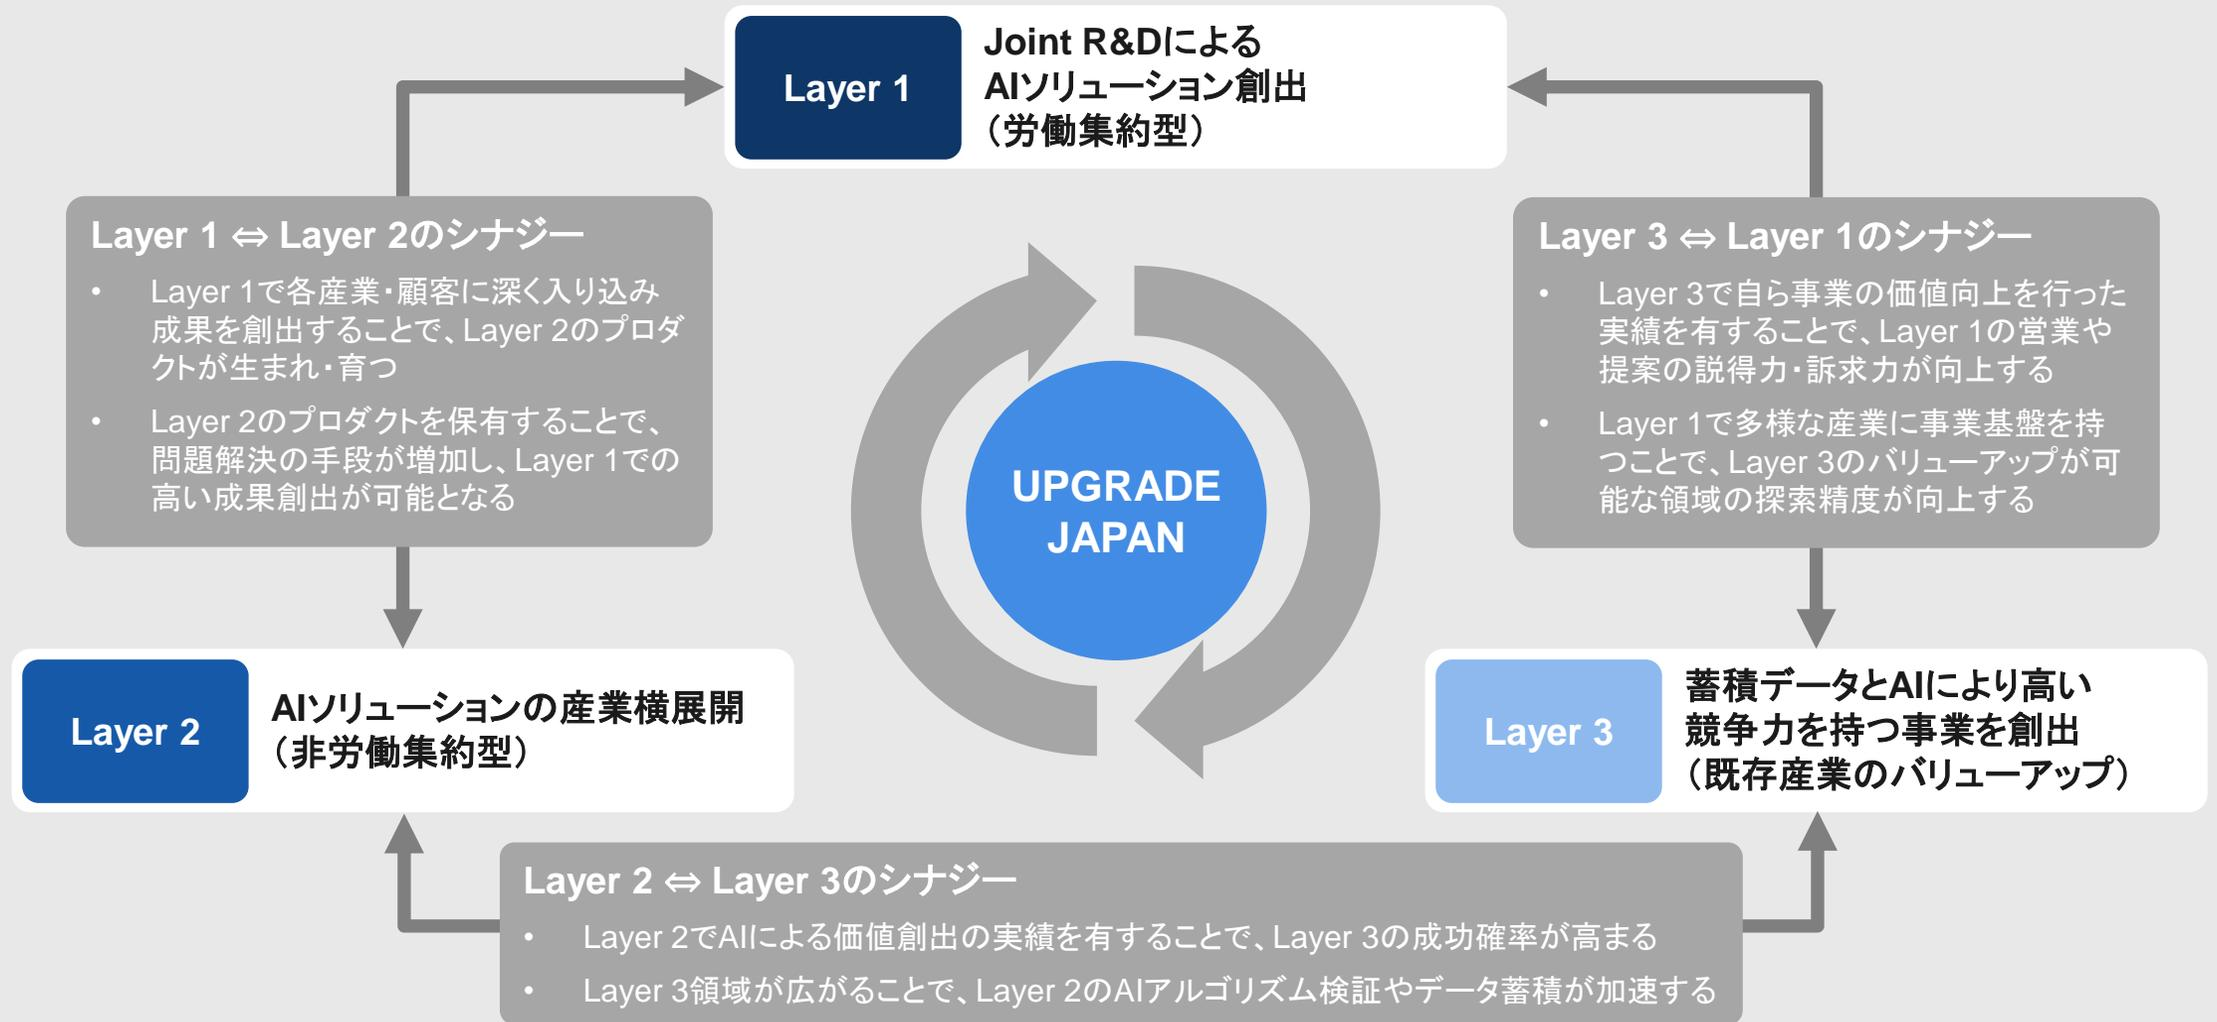 Layer 1
Joint R&Dによる
AIソリューション創出
（労働集約型）
Layer 1 ⇔ Layer 2のシナジー
• Layer 1で各産業・顧客に深く入り込み
成果を創出することで、Layer 2のプロダ
クトが生まれ・育つ
• Layer 2のプロダクトを保有することで、
問題解決の手段が増加し、Layer 1での
高い成果創出が可能となる
Layer 3 ⇔ Layer 1のシナジー
• Layer 3で自ら事業の価値向上を行った
実績を有することで、Layer 1の営業や
提案の説得力・訴求力が向上する
• Layer 1で多様な産業に事業基盤を持
つことで、Layer 3のバリューアップが可
能な領域の探索精度が向上する
UPGRADE
JAPAN
Layer 2
AIソリューションの産業横展開
（非労働集約型）
Layer 3
蓄積データとAIにより高い
競争力を持つ事業を創出
（既存産業のバリューアップ）
Layer 2 ⇔ Layer 3のシナジー
• Layer 2でAIによる価値創出の実績を有することで、Layer 3の成功確率が高まる
• Layer 3領域が広がることで、Layer 2のAIアルゴリズム検証やデータ蓄積が加速する